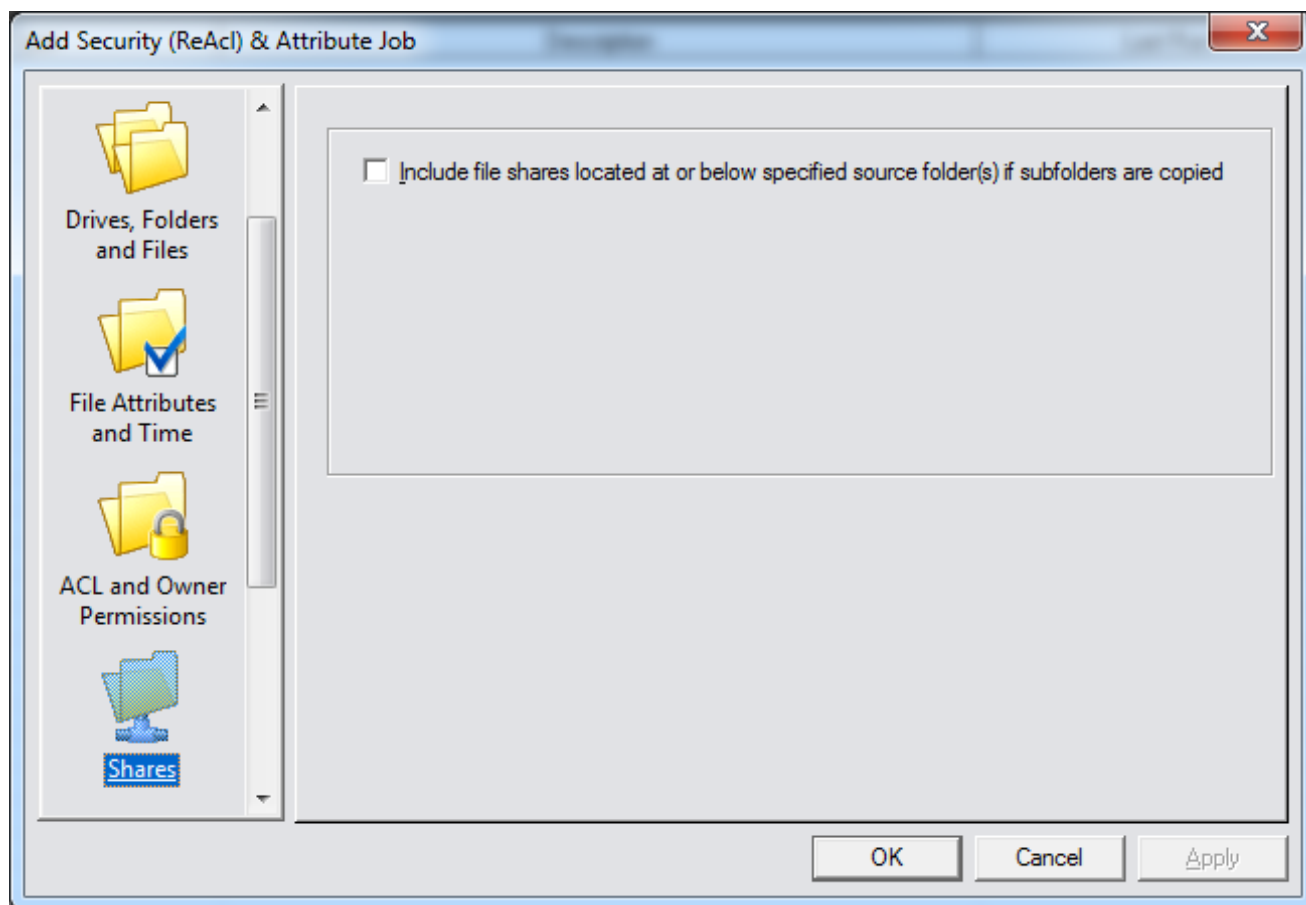 Add Security (ReAcl) & Attribute Job
Drives, Folders
and Files
File Attributes
and Time
ACL and Owner
Permissions
Shares
Include file shares located at or below specified source folder(s) if subfolders are copied
OK
Cancel
Apply